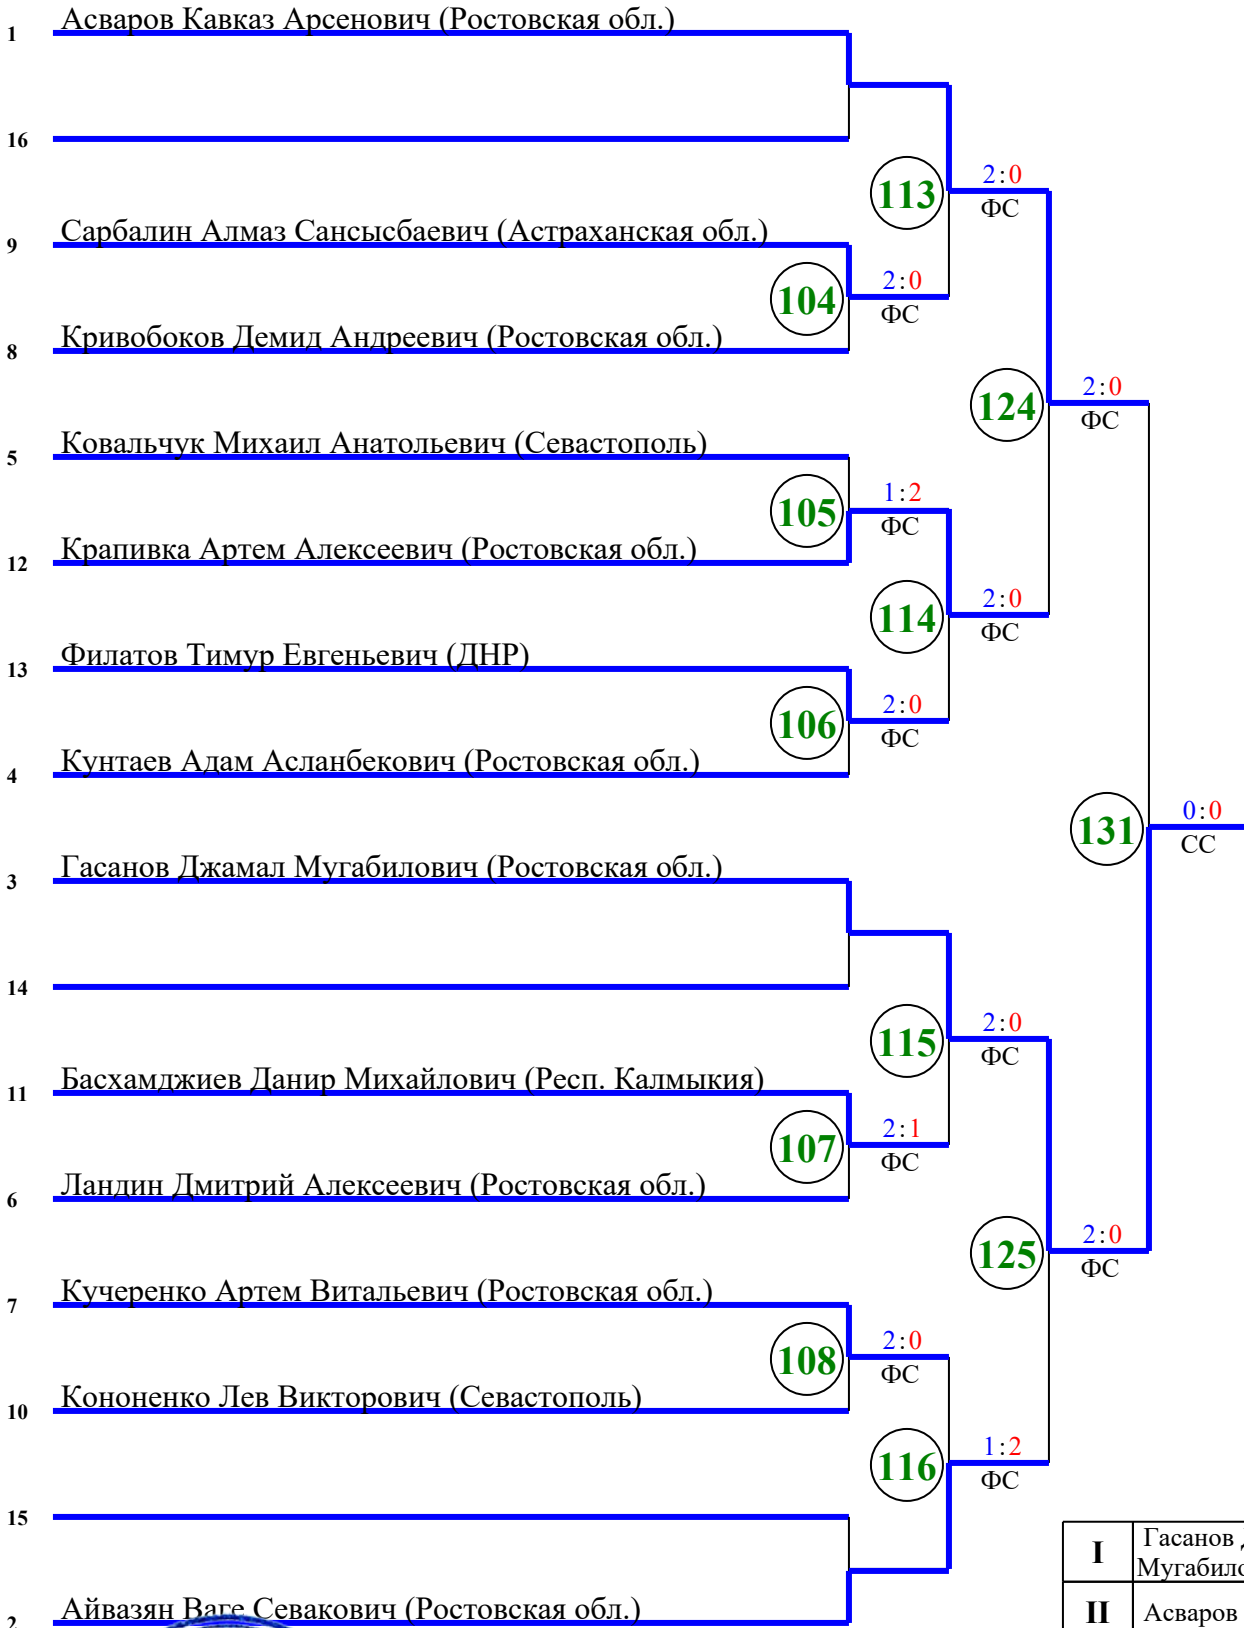 1 Асваров Кавказ Арсенович (Ростовская обл.)
16
113 2:0
ФС
9 Сарбалин Алмаз Сансысбаевич (Астраханская обл.)
104 2:0
ФС
8 Кривобоков Демид Андреевич (Ростовская обл.)
124 2:0
ФС
5 Ковальчук Михаил Анатольевич (Севастополь)
105 1:2
ФС
12 Крапивка Артем Алексеевич (Ростовская обл.)
114 2:0
ФС
13 Филатов Тимур Евгеньевич (ДНР)
106 2:0
ФС
4 Кунтаев Адам Асланбекович (Ростовская обл.)
131 0:0
СС
3 Гасанов Джамал Мугабилович (Ростовская обл.)
14
115 2:0
ФС
11 Басхамджиев Данир Михайлович (Респ. Калмыкия)
107 2:1
ФС
6 Ландин Дмитрий Алексеевич (Ростовская обл.)
125 2:0
ФС
7 Кучеренко Артем Витальевич (Ростовская обл.)
108 2:0
ФС
10 Кононенко Лев Викторович (Севастополь)
116 1:2
ФС
15
I Гасанов
Мугабило
2 Айвазян Ваге Севакович (Ростовская обл.)
II Асваров